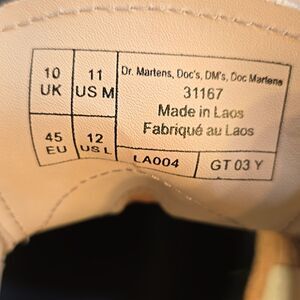 10 UK
11 US M
45 EU
12 US L
Dr. Martens, Doc's, DM's, Doc Martens
31167
Made in Laos
Fabriqué au Laos
LA004
GT 03 Y